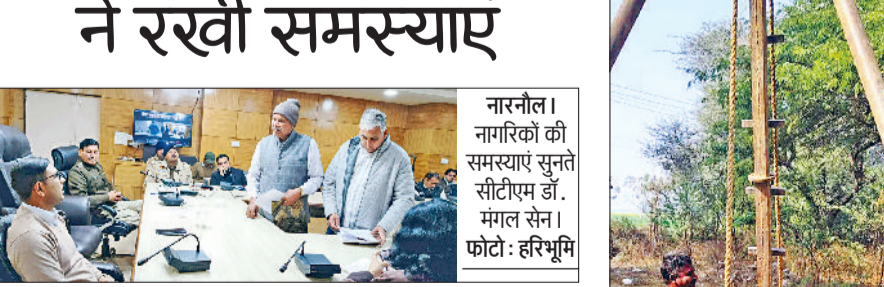 ने रखी समस्याएं
नारनौल।
नागरिकों की
समस्याएं सुनते
सीटीएम डॉ.
मंगल सेन।
फोटो : हरिभूमि